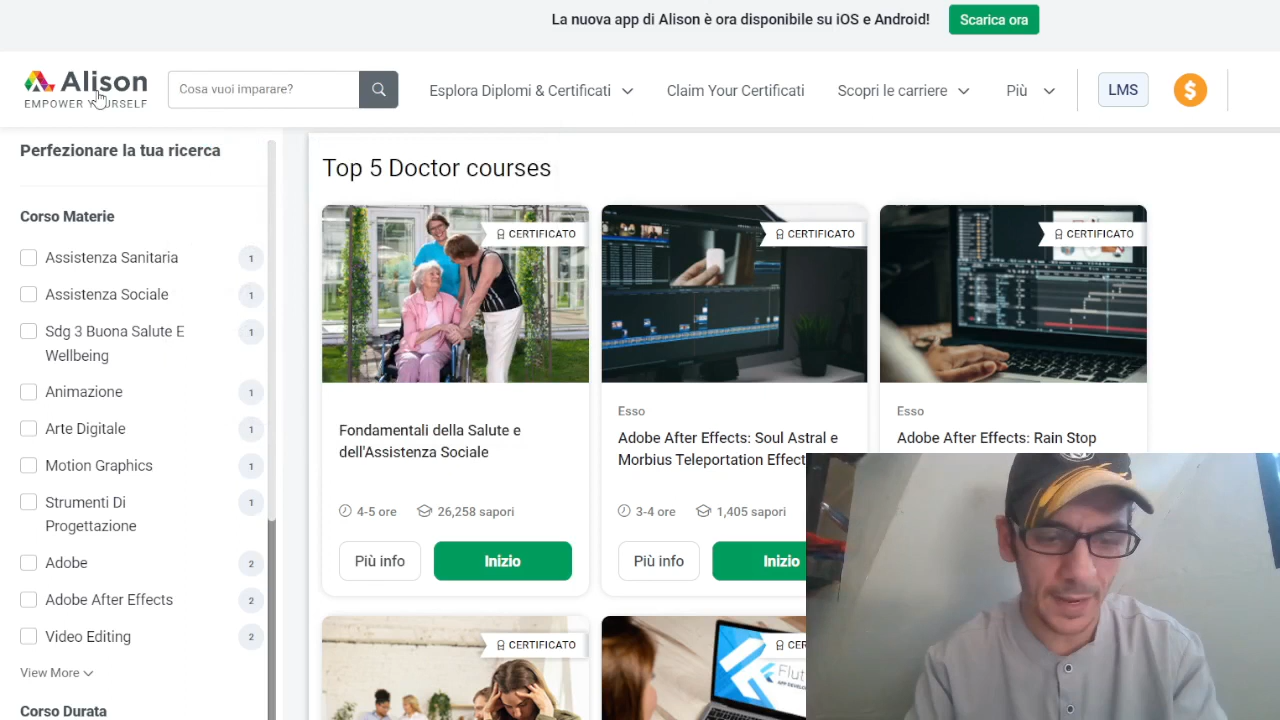 La nuova app di Alison è ora disponibile su iOS e Android!
Scarica ora
Alison
EMPOWER YOURSELF
Cosa vuoi imparare?
Esplora Diplomi & Certificati
Claim Your Certificati
Scopri le carriere
Più
LMS
$
Perfezionare la tua ricerca
Corso Materie
Assistenza Sanitaria 1
Assistenza Sociale 1
Sdg 3 Buona Salute E 1
Wellbeing
Animazione 1
Arte Digitale 1
Motion Graphics 1
Strumenti Di 1
Progettazione
Adobe 2
Adobe After Effects 2
Video Editing 2
View More
Corso Durata
Top 5 Doctor courses
CERTIFICATO
Fondamentali della Salute e
dell'Assistenza Sociale
4-5 ore 26,258 sapori
Più info
Inizio
CERTIFICATO
Esso
Adobe After Effects: Soul Astral e
Morbius Teleportation Effect
3-4 ore 1,405 sapori
Più info
Inizio
CERTIFICATO
Esso
Adobe After Effects: Rain Stop
CERTIFICATO
CER
Flut